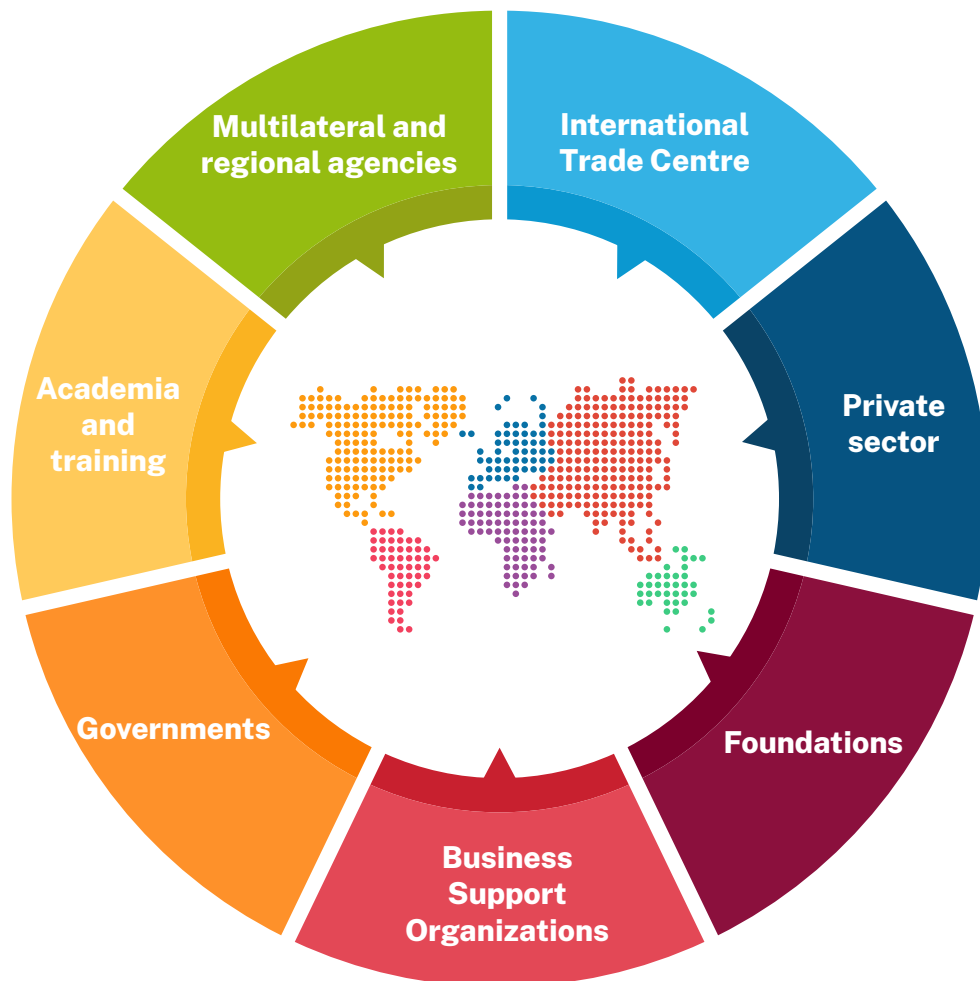 Multilateral and
regional agencies
International
Trade Centre
Private
sector
Foundations
Business
Support
Organizations
Governments
Academia
and
training